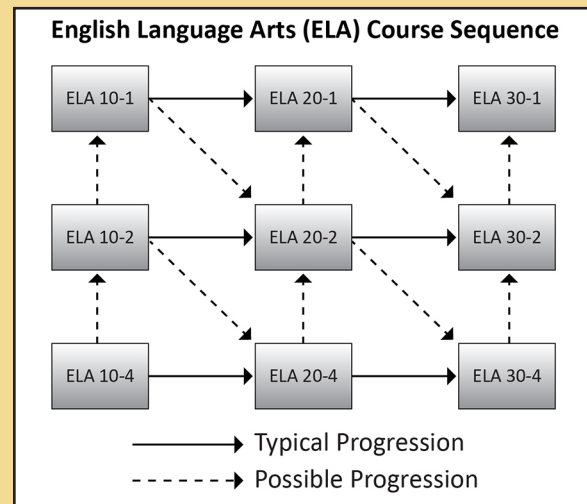 English Language Arts (ELA) Course Sequence
ELA 10-1
ELA 20-1
ELA 30-1
ELA 10-2
ELA 20-2
ELA 30-2
ELA 10-4
ELA 20-4
ELA 30-4
Typical Progression
Possible Progression